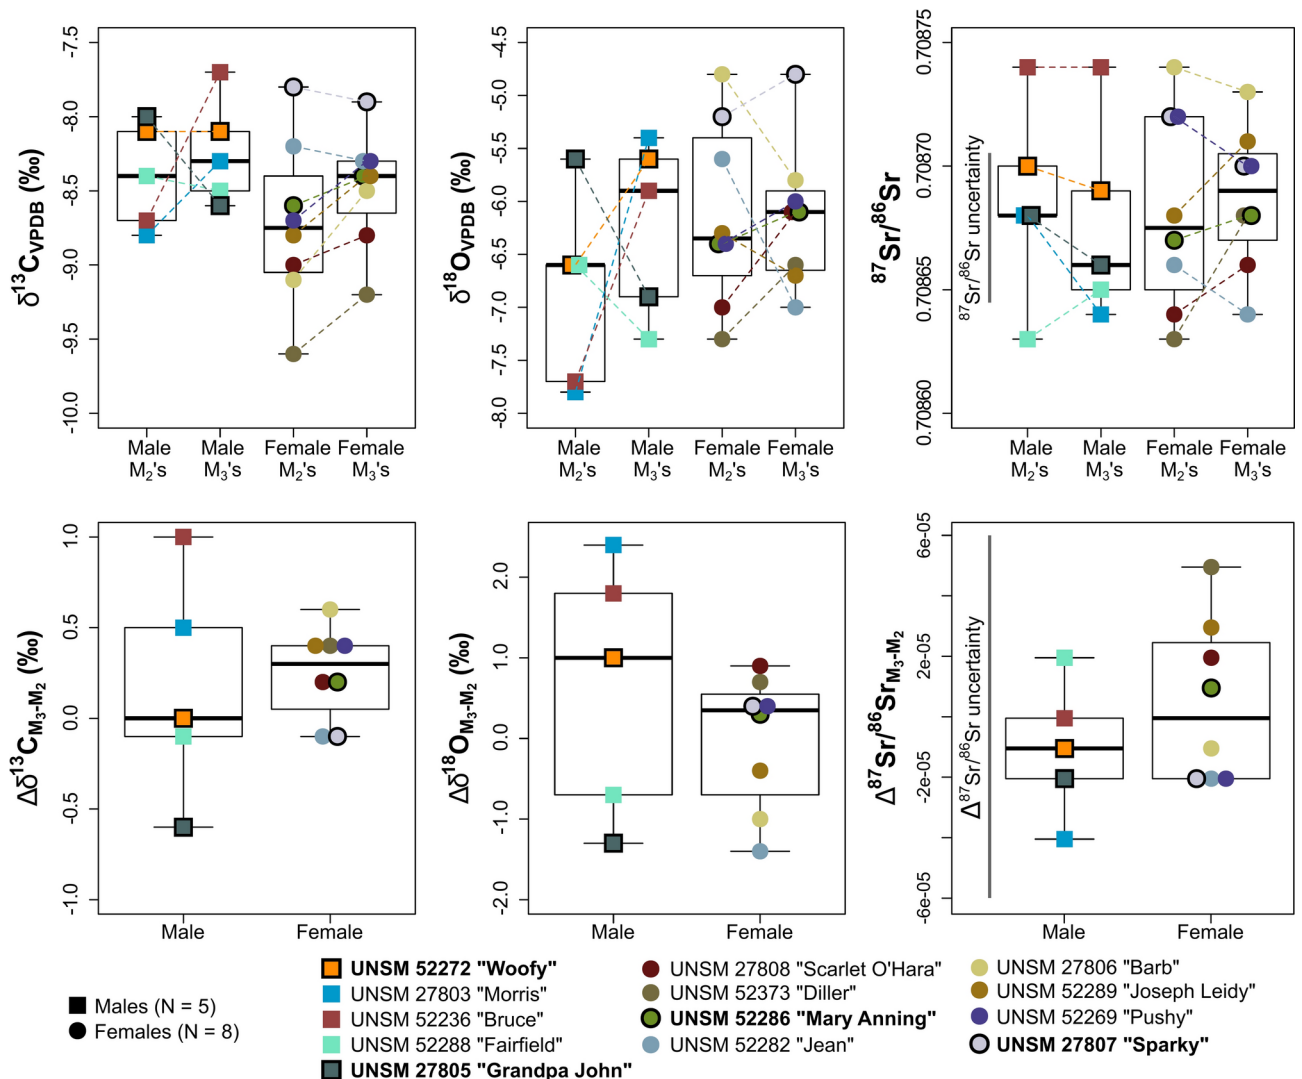 δ¹³C_VPDB (‰)
-7.5
-8.0
-8.5
-9.0
-9.5
-10.0
Male M₂'s
Male M₃'s
Female M₂'s
Female M₃'s
δ¹⁸O_VPDB (‰)
-4.5
-5.0
-5.5
-6.0
-6.5
-7.0
-7.5
-8.0
Male M₂'s
Male M₃'s
Female M₂'s
Female M₃'s
⁸⁷Sr/⁸⁶Sr
0.70875
0.70870
0.70865
0.70860
⁸⁷Sr/⁸⁶Sr uncertainty
Male M₂'s
Male M₃'s
Female M₂'s
Female M₃'s
Δδ¹³C_M₃-M₂ (‰)
1.0
0.5
0.0
-0.5
-1.0
Male
Female
Δδ¹⁸O_M₃-M₂ (‰)
2.0
1.0
0.0
-1.0
-2.0
Male
Female
Δ⁸⁷Sr/⁸⁶Sr_M₃-M₂
6e-05
2e-05
-2e-05
-6e-05
Δ⁸⁷Sr/⁸⁶Sr uncertainty
Male
Female
Males (N = 5)
Females (N = 8)
UNSM 52272 "Woofy"
UNSM 27803 "Morris"
UNSM 52236 "Bruce"
UNSM 52288 "Fairfield"
UNSM 27805 "Grandpa John"
UNSM 27808 "Scarlet O'Hara"
UNSM 52373 "Diller"
UNSM 52286 "Mary Anning"
UNSM 52282 "Jean"
UNSM 27806 "Barb"
UNSM 52289 "Joseph Leidy"
UNSM 52269 "Pushy"
UNSM 27807 "Sparky"